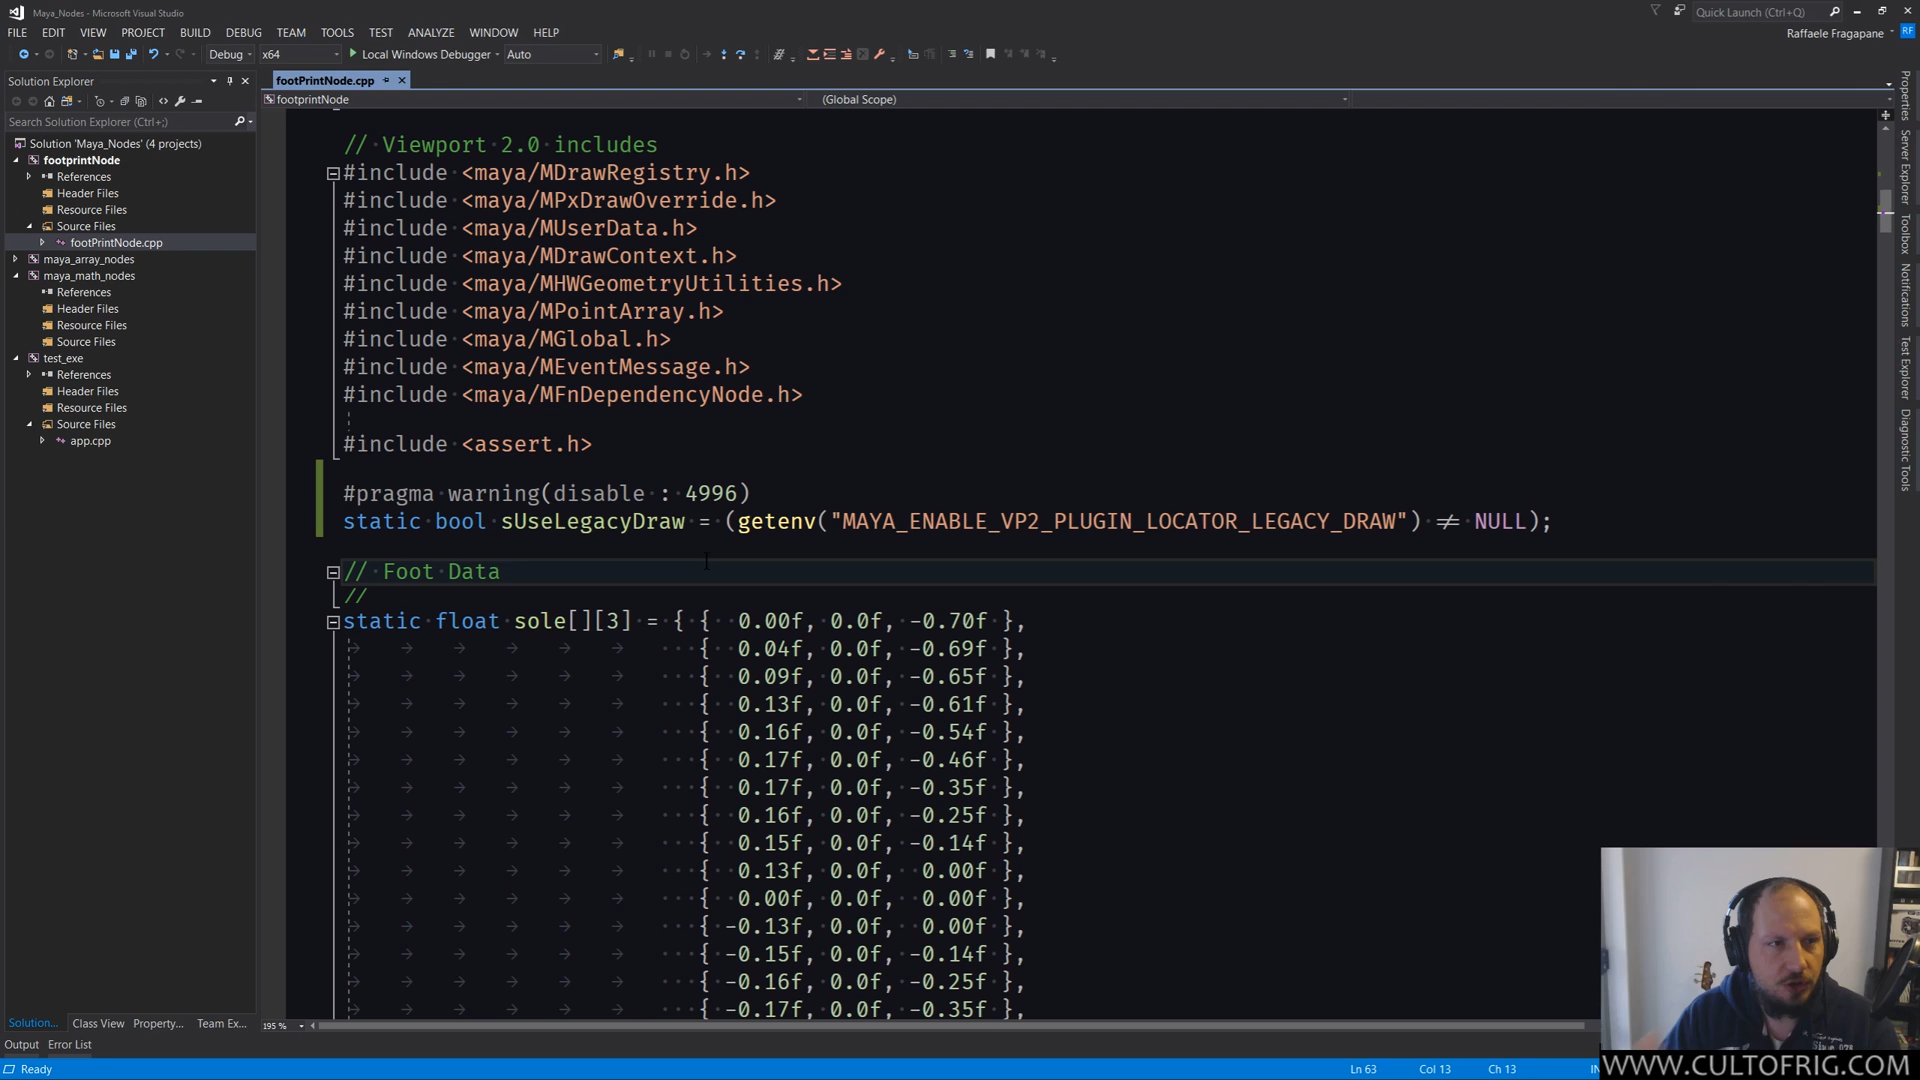 Maya_Nodes - Microsoft Visual Studio
Quick Launch (Ctrl+Q)
FILE EDIT VIEW PROJECT BUILD DEBUG TEAM TOOLS TEST ANALYZE WINDOW HELP
Raffaele Fragapane RF
Debug x64 Local Windows Debugger Auto
Solution Explorer
Search Solution Explorer (Ctrl+;)
Solution 'Maya_Nodes' (4 projects)
footprintNode
References
Header Files
Resource Files
Source Files
footPrintNode.cpp
maya_array_nodes
maya_math_nodes
References
Header Files
Resource Files
Source Files
test_exe
References
Header Files
Resource Files
Source Files
app.cpp
Solution... Class View Property... Team Ex...
footPrintNode.cpp
footprintNode (Global Scope)
// Viewport 2.0 includes
#include <maya/MDrawRegistry.h>
#include <maya/MPxDrawOverride.h>
#include <maya/MUserData.h>
#include <maya/MDrawContext.h>
#include <maya/MHWGeometryUtilities.h>
#include <maya/MPointArray.h>
#include <maya/MGlobal.h>
#include <maya/MEventMessage.h>
#include <maya/MFnDependencyNode.h>
#include <assert.h>
#pragma warning(disable : 4996)
static bool sUseLegacyDraw = (getenv("MAYA_ENABLE_VP2_PLUGIN_LOCATOR_LEGACY_DRAW") ≠ NULL);
// Foot Data
//
static float sole[][3] = { { 0.00f, 0.0f, -0.70f },
{ 0.04f, 0.0f, -0.69f },
{ 0.09f, 0.0f, -0.65f },
{ 0.13f, 0.0f, -0.61f },
{ 0.16f, 0.0f, -0.54f },
{ 0.17f, 0.0f, -0.46f },
{ 0.17f, 0.0f, -0.35f },
{ 0.16f, 0.0f, -0.25f },
{ 0.15f, 0.0f, -0.14f },
{ 0.13f, 0.0f, 0.00f },
{ 0.00f, 0.0f, 0.00f },
{ -0.13f, 0.0f, 0.00f },
{ -0.15f, 0.0f, -0.14f },
{ -0.16f, 0.0f, -0.25f },
{ -0.17f, 0.0f, -0.35f },
195 %
Properties
Server Explorer
Toolbox
Notifications
Test Explorer
Diagnostic Tools
Output Error List
Ready Ln 63 Col 13 Ch 13
WWW.CULTOFRIG.COM